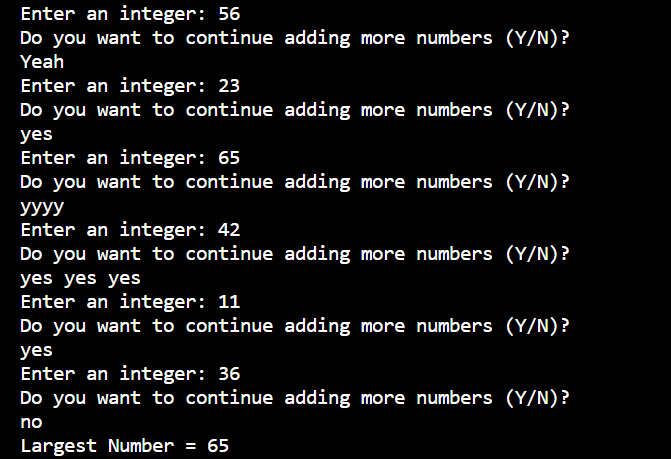 Enter an integer: 56
Do you want to continue adding more numbers (Y/N)?
Yeah
Enter an integer: 23
Do you want to continue adding more numbers (Y/N)?
yes
Enter an integer: 65
Do you want to continue adding more numbers (Y/N)?
yyyy
Enter an integer: 42
Do you want to continue adding more numbers (Y/N)?
yes yes yes
Enter an integer: 11
Do you want to continue adding more numbers (Y/N)?
yes
Enter an integer: 36
Do you want to continue adding more numbers (Y/N)?
no
Largest Number = 65